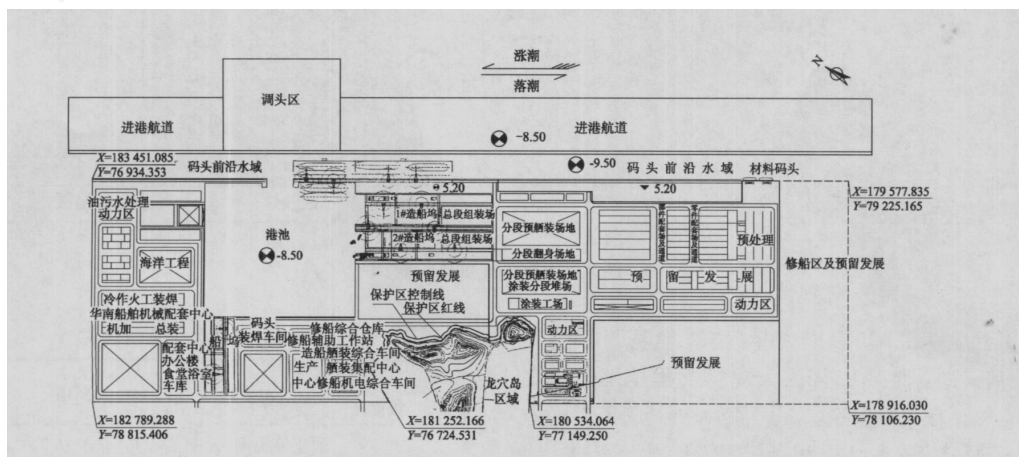 涨潮
落潮
N
调头区
进港航道
进港航道
-8.50
-9.50
码头前沿水域
材料码头
X=183 451.085
Y=76 934.353
码头前沿水域
5.20
5.20
X=179 577.835
Y=79 225.165
油污水处理
动力区
港池
-8.50
1#造船坞
总段组装场
2#造船坞
总段组装场
分段预舾装场地
分段翻身场地
预处理
海洋工程
预留发展
分段预舾装场地
涂装分段堆场
预留发展
修船区及预留发展
保护区控制线
保护区红线
涂装工场
动力区
冷作火工装焊
华南船舶机械配套中心
机加
总装
码头
装焊车间
船坞
修船综合仓库
修船辅助工作站
造船舾装综合车间
生产
舾装集配中心
中心修船机电综合车间
动力区
预留发展
配套中心
办公楼
食堂浴室
车库
龙穴岛
区域
X=182 789.288
Y=78 815.406
X=181 252.166
Y=76 724.531
X=180 534.064
Y=77 149.250
X=178 916.030
Y=78 106.230